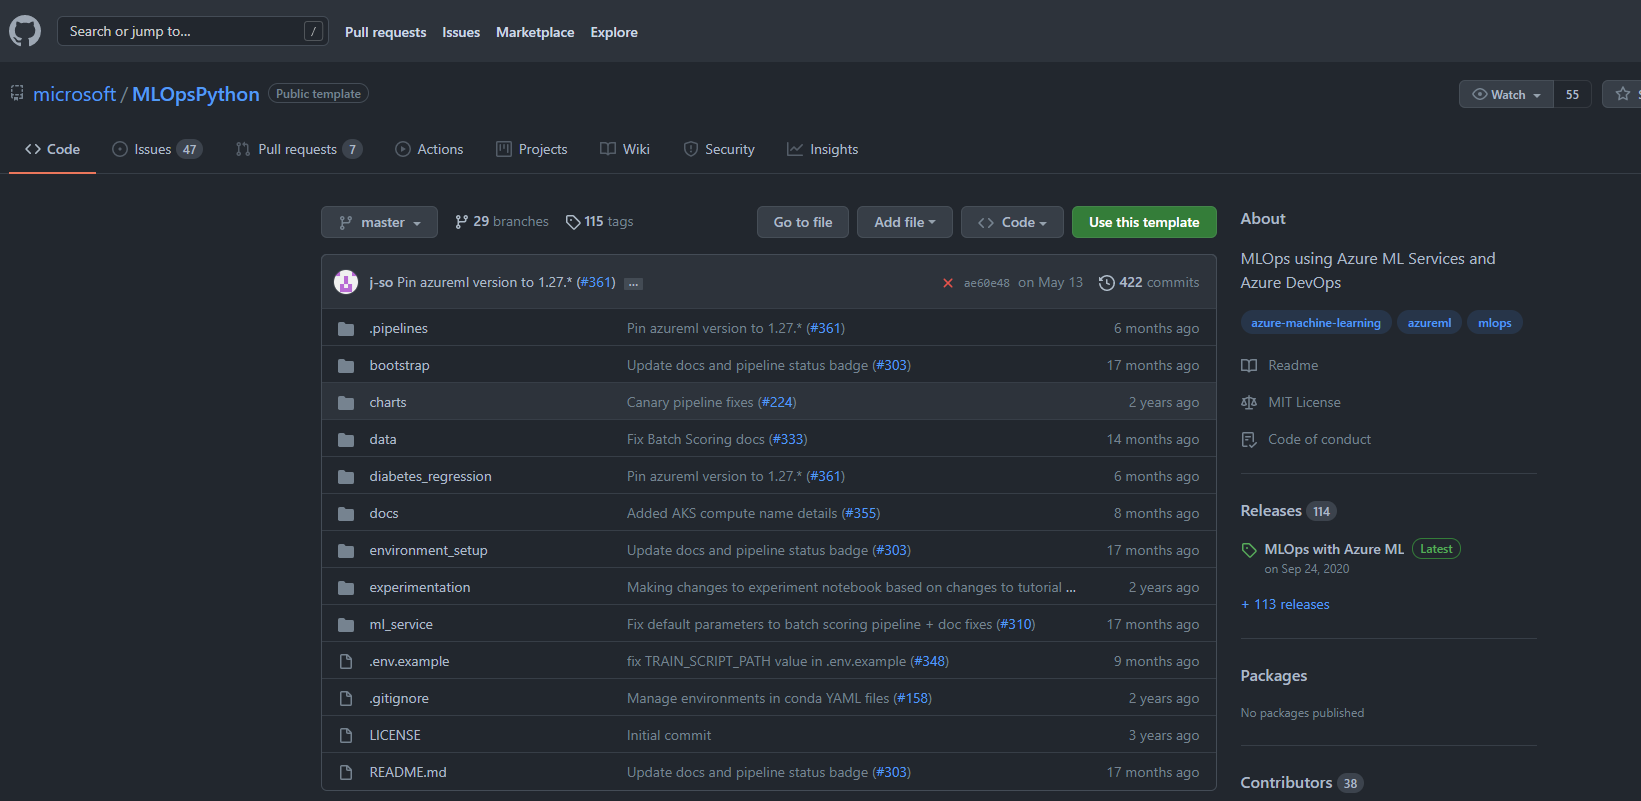 Search or jump to... /
Pull requests Issues Marketplace Explore
microsoft / MLOpsPython Public template
Watch 55
Code Issues 47 Pull requests 7 Actions Projects Wiki Security Insights
master 29 branches 115 tags Go to file Add file Code Use this template
j-so Pin azureml version to 1.27.* (#361) ... ae60e48 on May 13 422 commits
.pipelines Pin azureml version to 1.27.* (#361) 6 months ago
bootstrap Update docs and pipeline status badge (#303) 17 months ago
charts Canary pipeline fixes (#224) 2 years ago
data Fix Batch Scoring docs (#333) 14 months ago
diabetes_regression Pin azureml version to 1.27.* (#361) 6 months ago
docs Added AKS compute name details (#355) 8 months ago
environment_setup Update docs and pipeline status badge (#303) 17 months ago
experimentation Making changes to experiment notebook based on changes to tutorial ... 2 years ago
ml_service Fix default parameters to batch scoring pipeline + doc fixes (#310) 17 months ago
.env.example fix TRAIN_SCRIPT_PATH value in .env.example (#348) 9 months ago
.gitignore Manage environments in conda YAML files (#158) 2 years ago
LICENSE Initial commit 3 years ago
README.md Update docs and pipeline status badge (#303) 17 months ago
About
MLOps using Azure ML Services and
Azure DevOps
azure-machine-learning azureml mlops
Readme
MIT License
Code of conduct
Releases 114
MLOps with Azure ML Latest
on Sep 24, 2020
+ 113 releases
Packages
No packages published
Contributors 38